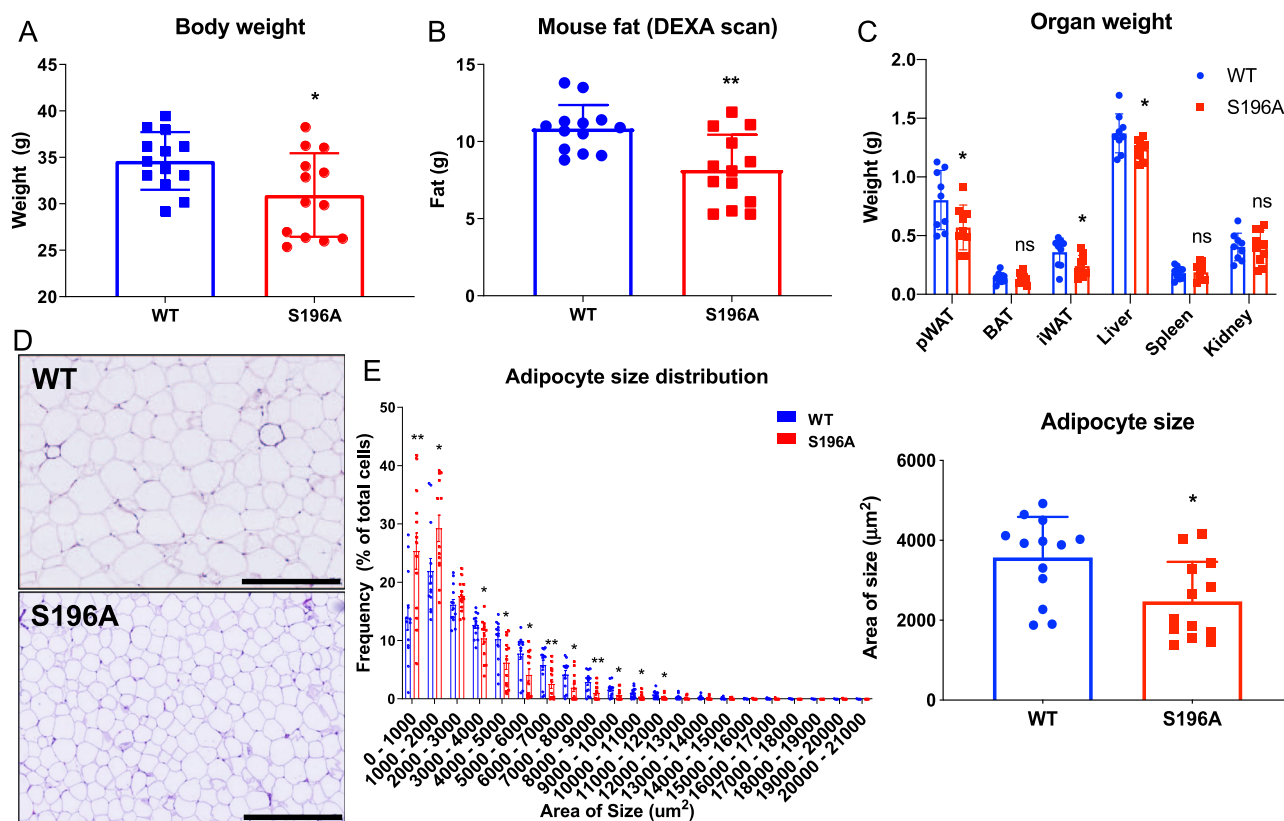 A
Body weight
Weight (g)
45
40
35
30
25
20
*
WT
S196A
B
Mouse fat (DEXA scan)
Fat (g)
15
10
5
0
**
WT
S196A
C
Organ weight
Weight (g)
2.0
1.5
1.0
0.5
0.0
WT
S196A
*
ns
*
*
ns
ns
pWAT
BAT
iWAT
Liver
Spleen
Kidney
D
WT
S196A
E
Adipocyte size distribution
Frequency (% of total cells)
50
40
30
20
10
0
WT
S196A
**
*
*
*
*
**
*
**
*
*
*
0 - 1000
1000 - 2000
2000 - 3000
3000 - 4000
4000 - 5000
5000 - 6000
6000 - 7000
7000 - 8000
8000 - 9000
9000 - 10000
10000 - 11000
11000 - 12000
12000 - 13000
13000 - 14000
14000 - 15000
15000 - 16000
16000 - 17000
17000 - 18000
18000 - 19000
19000 - 20000
20000 - 21000
Area of Size (um²)
Adipocyte size
Area of size (µm²)
6000
4000
2000
0
*
WT
S196A